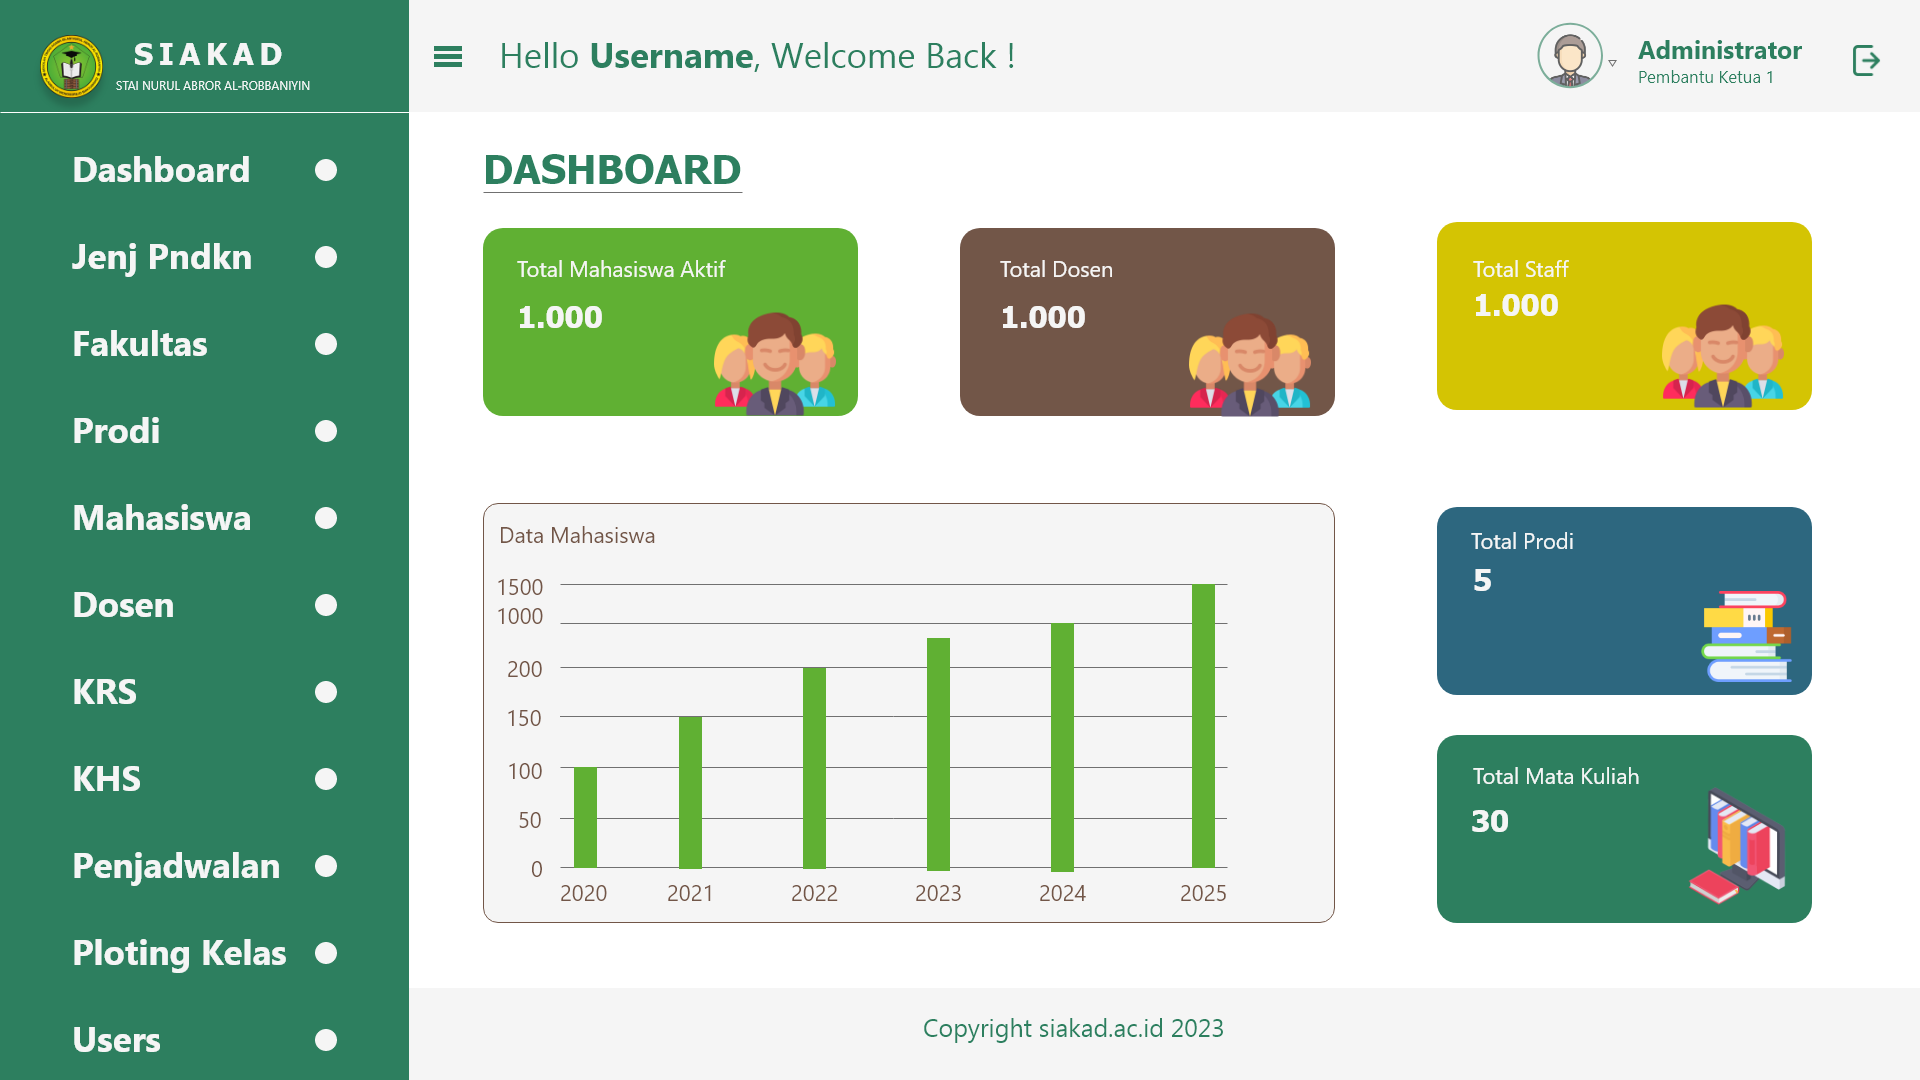 SIAKAD
STAI NURUL ABROR AL-ROBBANIYIN
Dashboard
Jenj Pndkn
Fakultas
Prodi
Mahasiswa
Dosen
KRS
KHS
Penjadwalan
Ploting Kelas
Users
Hello Username, Welcome Back !
Administrator
Pembantu Ketua 1
DASHBOARD
Total Mahasiswa Aktif
1.000
Total Dosen
1.000
Total Staff
1.000
Data Mahasiswa
1500
1000
200
150
100
50
0
2020 2021 2022 2023 2024 2025
Total Prodi
5
Total Mata Kuliah
30
Copyright siakad.ac.id 2023